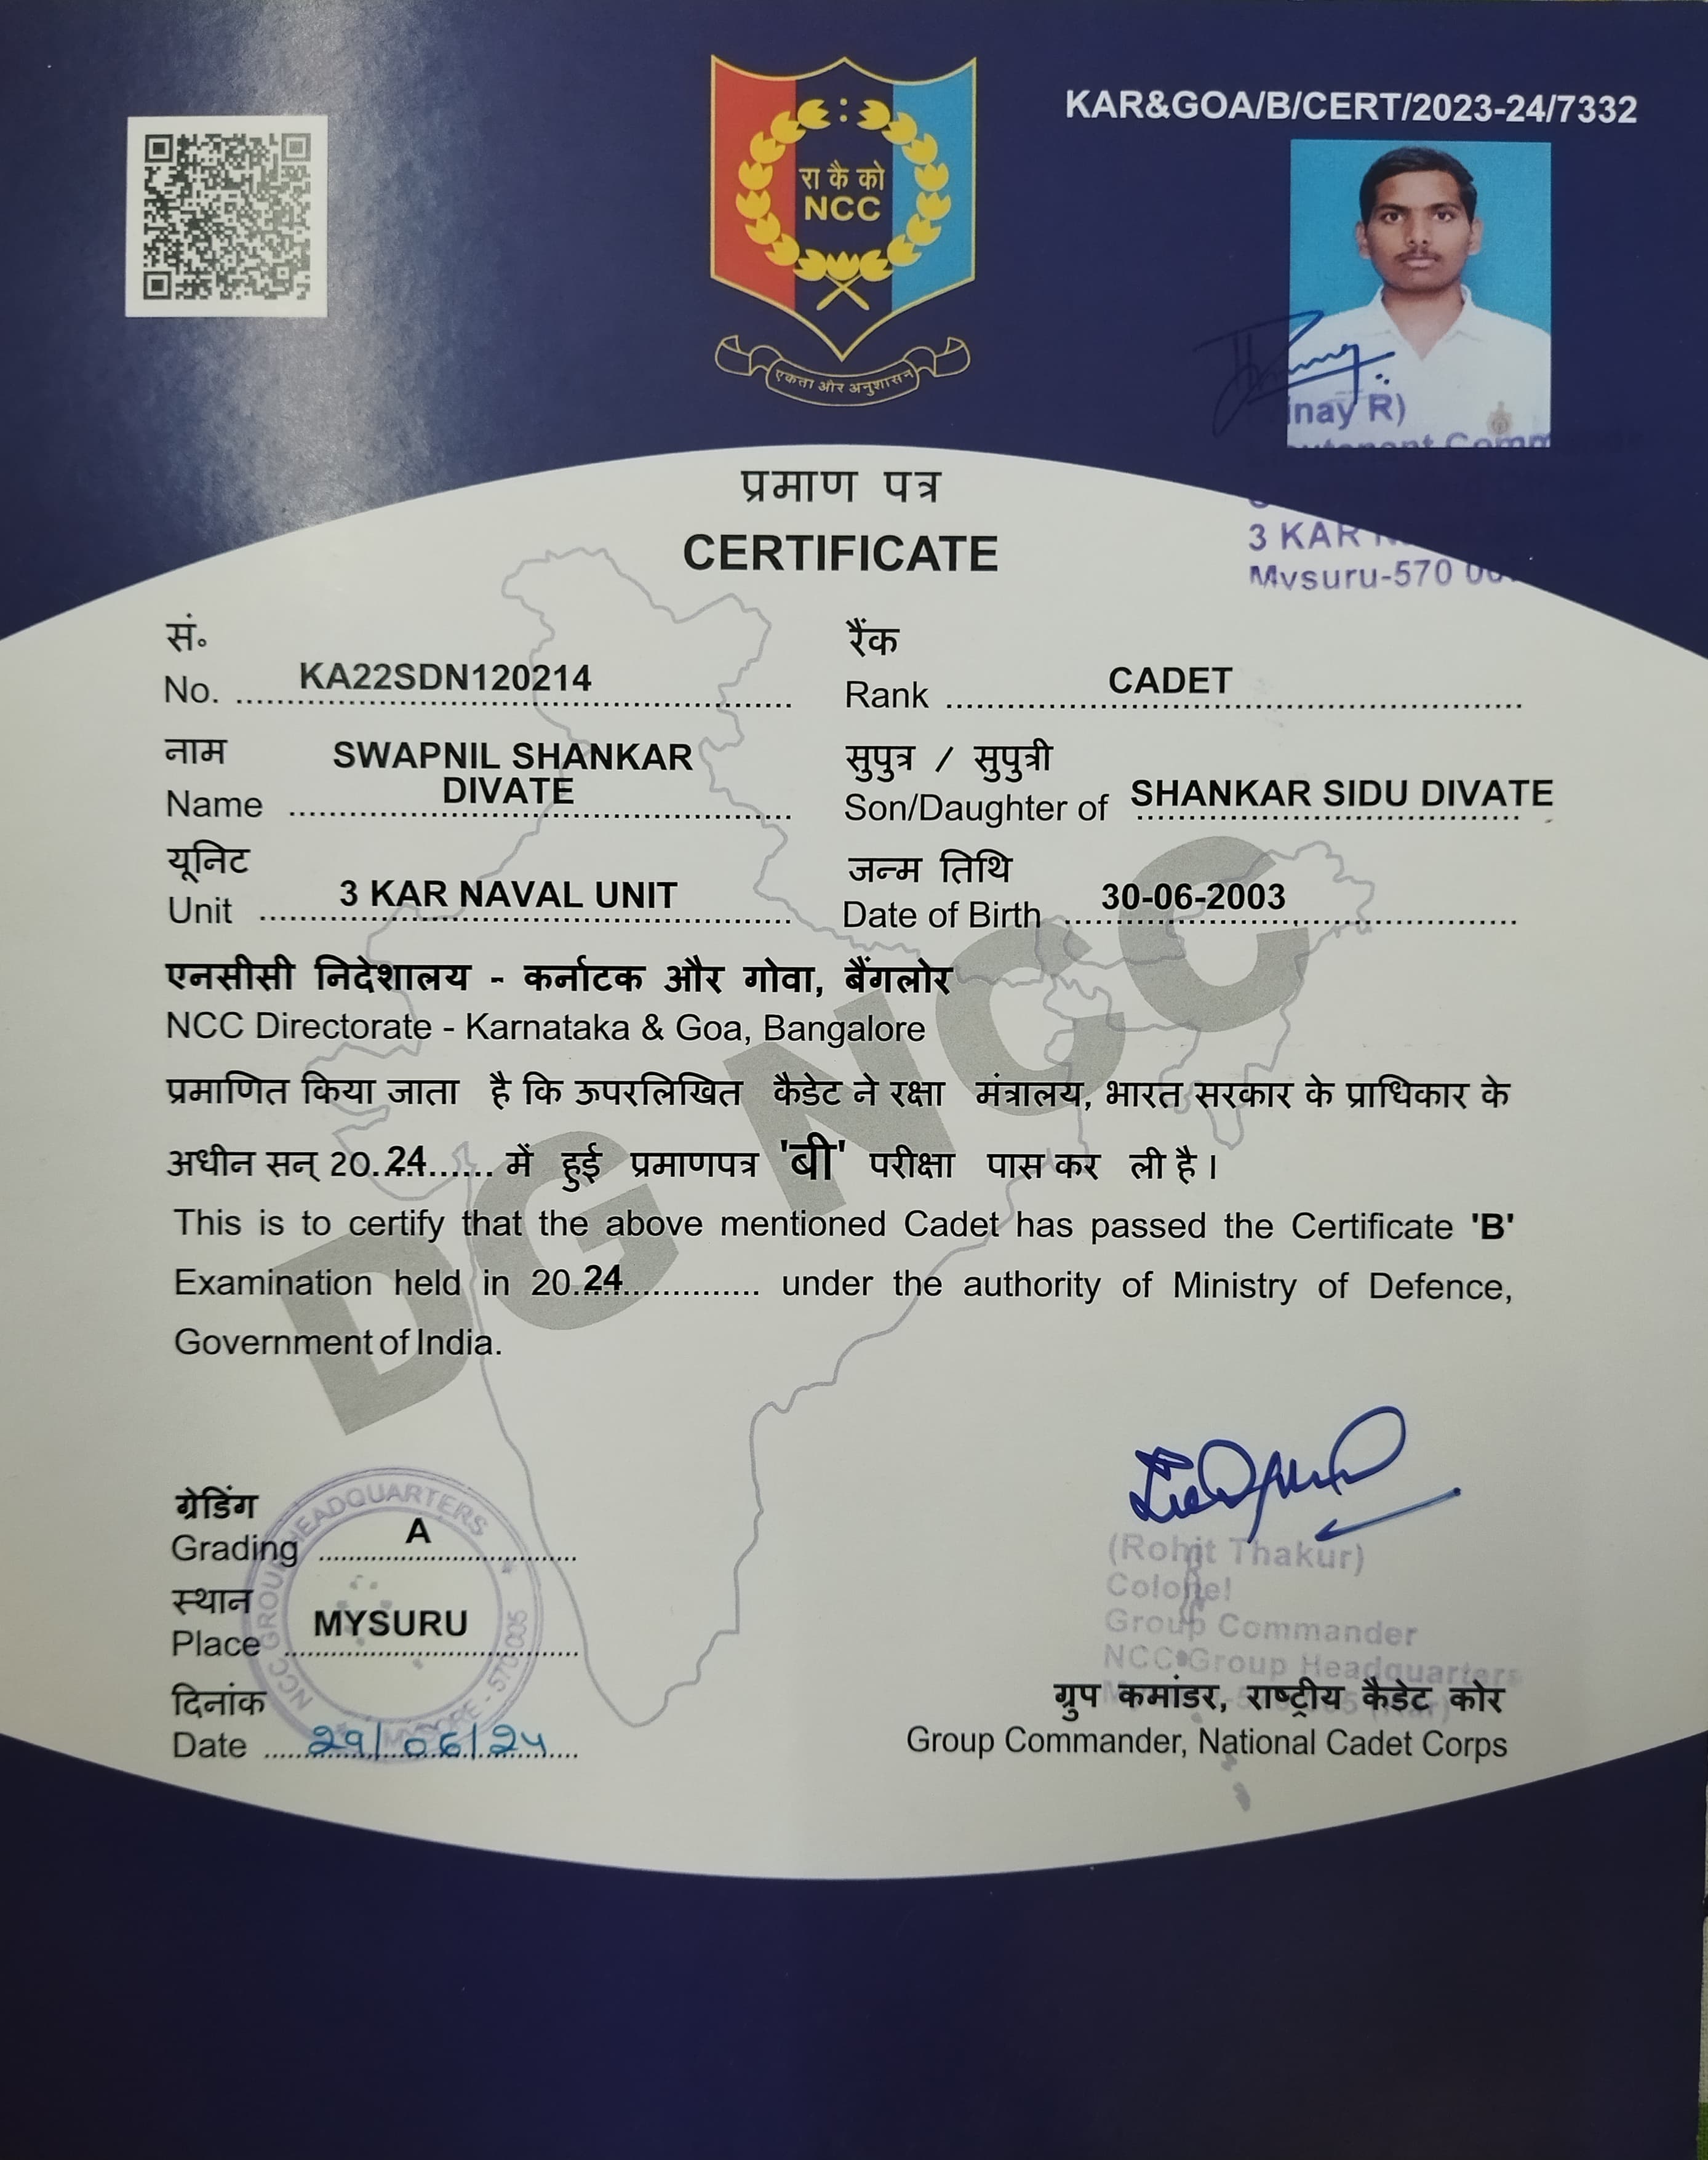 KAR&GOA/B/CERT/2023-24/7332
रा कै को
NCC
एकता और अनुशासन
inay R)
प्रमाण पत्र
CERTIFICATE
3 KAR
Mysuru-570
सं॰
No. KA22SDN120214
रैंक
Rank CADET
नाम
Name SWAPNIL SHANKAR
DIVATE
सुपुत्र / सुपुत्री
Son/Daughter of SHANKAR SIDU DIVATE
यूनिट
Unit 3 KAR NAVAL UNIT
जन्म तिथि
Date of Birth 30-06-2003
एनसीसी निदेशालय - कर्नाटक और गोवा, बैंगलोर
NCC Directorate - Karnataka & Goa, Bangalore
प्रमाणित किया जाता है कि ऊपरलिखित कैडेट ने रक्षा मंत्रालय, भारत सरकार के प्राधिकार के
अधीन सन् 20..24...... में हुई प्रमाणपत्र 'बी' परीक्षा पास कर ली है।
This is to certify that the above mentioned Cadet has passed the Certificate 'B'
Examination held in 20..24.............. under the authority of Ministry of Defence,
Government of India.
DG NCC
ग्रेडिंग
Grading A
स्थान
Place MYSURU
दिनांक
Date 29/06/24
NCC GROUP HEADQUARTERS
MYSORE - 570 005
(Rohit Thakur)
Colonel
Group Commander
NCC Group Headquarters
ग्रुप कमांडर, राष्ट्रीय कैडेट कोर
Group Commander, National Cadet Corps